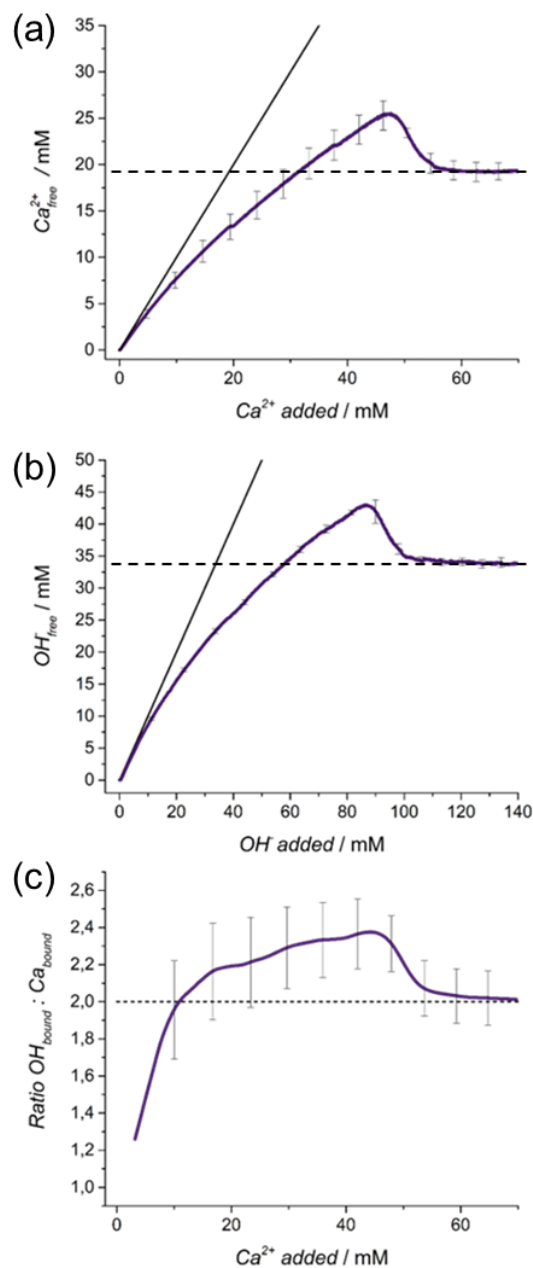 (a)
35
30
25
20
15
10
5
0
Ca²⁺free / mM
0 20 40 60
Ca²⁺ added / mM
(b)
50
45
40
35
30
25
20
15
10
5
0
OH⁻free / mM
0 20 40 60 80 100 120 140
OH⁻ added / mM
(c)
2,6
2,4
2,2
2,0
1,8
1,6
1,4
1,2
1,0
Ratio OHbound : Cabound
0 20 40 60
Ca²⁺ added / mM